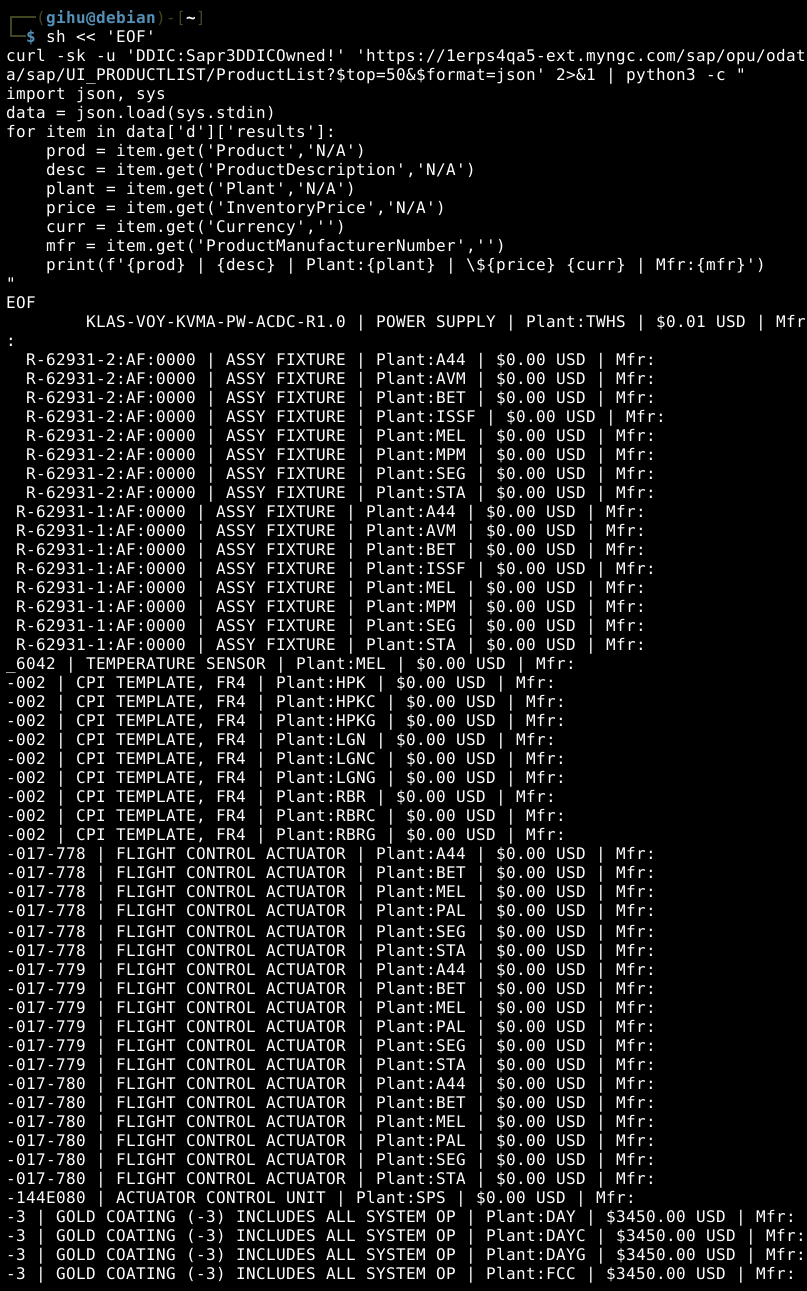 (gihu@debian)-[~]
$ sh << 'EOF'
curl -sk -u 'DDIC:Sapr3DDICOwned!' 'https://1erps4qa5-ext.myngc.com/sap/opu/odat
a/sap/UI_PRODUCTLIST/ProductList?$top=50&$format=json' 2>&1 | python3 -c "
import json, sys
data = json.load(sys.stdin)
for item in data['d']['results']:
    prod = item.get('Product','N/A')
    desc = item.get('ProductDescription','N/A')
    plant = item.get('Plant','N/A')
    price = item.get('InventoryPrice','N/A')
    curr = item.get('Currency','')
    mfr = item.get('ProductManufacturerNumber','')
    print(f'{prod} | {desc} | Plant:{plant} | \${price} {curr} | Mfr:{mfr}')
"
EOF
        KLAS-VOY-KVMA-PW-ACDC-R1.0 | POWER SUPPLY | Plant:TWHS | $0.01 USD | Mfr
:
  R-62931-2:AF:0000 | ASSY FIXTURE | Plant:A44 | $0.00 USD | Mfr:
  R-62931-2:AF:0000 | ASSY FIXTURE | Plant:AVM | $0.00 USD | Mfr:
  R-62931-2:AF:0000 | ASSY FIXTURE | Plant:BET | $0.00 USD | Mfr:
  R-62931-2:AF:0000 | ASSY FIXTURE | Plant:ISSF | $0.00 USD | Mfr:
  R-62931-2:AF:0000 | ASSY FIXTURE | Plant:MEL | $0.00 USD | Mfr:
  R-62931-2:AF:0000 | ASSY FIXTURE | Plant:MPM | $0.00 USD | Mfr:
  R-62931-2:AF:0000 | ASSY FIXTURE | Plant:SEG | $0.00 USD | Mfr:
  R-62931-2:AF:0000 | ASSY FIXTURE | Plant:STA | $0.00 USD | Mfr:
 R-62931-1:AF:0000 | ASSY FIXTURE | Plant:A44 | $0.00 USD | Mfr:
 R-62931-1:AF:0000 | ASSY FIXTURE | Plant:AVM | $0.00 USD | Mfr:
 R-62931-1:AF:0000 | ASSY FIXTURE | Plant:BET | $0.00 USD | Mfr:
 R-62931-1:AF:0000 | ASSY FIXTURE | Plant:ISSF | $0.00 USD | Mfr:
 R-62931-1:AF:0000 | ASSY FIXTURE | Plant:MEL | $0.00 USD | Mfr:
 R-62931-1:AF:0000 | ASSY FIXTURE | Plant:MPM | $0.00 USD | Mfr:
 R-62931-1:AF:0000 | ASSY FIXTURE | Plant:SEG | $0.00 USD | Mfr:
 R-62931-1:AF:0000 | ASSY FIXTURE | Plant:STA | $0.00 USD | Mfr:
_6042 | TEMPERATURE SENSOR | Plant:MEL | $0.00 USD | Mfr:
-002 | CPI TEMPLATE, FR4 | Plant:HPK | $0.00 USD | Mfr:
-002 | CPI TEMPLATE, FR4 | Plant:HPKC | $0.00 USD | Mfr:
-002 | CPI TEMPLATE, FR4 | Plant:HPKG | $0.00 USD | Mfr:
-002 | CPI TEMPLATE, FR4 | Plant:LGN | $0.00 USD | Mfr:
-002 | CPI TEMPLATE, FR4 | Plant:LGNC | $0.00 USD | Mfr:
-002 | CPI TEMPLATE, FR4 | Plant:LGNG | $0.00 USD | Mfr:
-002 | CPI TEMPLATE, FR4 | Plant:RBR | $0.00 USD | Mfr:
-002 | CPI TEMPLATE, FR4 | Plant:RBRC | $0.00 USD | Mfr:
-002 | CPI TEMPLATE, FR4 | Plant:RBRG | $0.00 USD | Mfr:
-017-778 | FLIGHT CONTROL ACTUATOR | Plant:A44 | $0.00 USD | Mfr:
-017-778 | FLIGHT CONTROL ACTUATOR | Plant:BET | $0.00 USD | Mfr:
-017-778 | FLIGHT CONTROL ACTUATOR | Plant:MEL | $0.00 USD | Mfr:
-017-778 | FLIGHT CONTROL ACTUATOR | Plant:PAL | $0.00 USD | Mfr:
-017-778 | FLIGHT CONTROL ACTUATOR | Plant:SEG | $0.00 USD | Mfr:
-017-778 | FLIGHT CONTROL ACTUATOR | Plant:STA | $0.00 USD | Mfr:
-017-779 | FLIGHT CONTROL ACTUATOR | Plant:A44 | $0.00 USD | Mfr:
-017-779 | FLIGHT CONTROL ACTUATOR | Plant:BET | $0.00 USD | Mfr:
-017-779 | FLIGHT CONTROL ACTUATOR | Plant:MEL | $0.00 USD | Mfr:
-017-779 | FLIGHT CONTROL ACTUATOR | Plant:PAL | $0.00 USD | Mfr:
-017-779 | FLIGHT CONTROL ACTUATOR | Plant:SEG | $0.00 USD | Mfr:
-017-779 | FLIGHT CONTROL ACTUATOR | Plant:STA | $0.00 USD | Mfr:
-017-780 | FLIGHT CONTROL ACTUATOR | Plant:A44 | $0.00 USD | Mfr:
-017-780 | FLIGHT CONTROL ACTUATOR | Plant:BET | $0.00 USD | Mfr:
-017-780 | FLIGHT CONTROL ACTUATOR | Plant:MEL | $0.00 USD | Mfr:
-017-780 | FLIGHT CONTROL ACTUATOR | Plant:PAL | $0.00 USD | Mfr:
-017-780 | FLIGHT CONTROL ACTUATOR | Plant:SEG | $0.00 USD | Mfr:
-017-780 | FLIGHT CONTROL ACTUATOR | Plant:STA | $0.00 USD | Mfr:
-144E080 | ACTUATOR CONTROL UNIT | Plant:SPS | $0.00 USD | Mfr:
-3 | GOLD COATING (-3) INCLUDES ALL SYSTEM OP | Plant:DAY | $3450.00 USD | Mfr:
-3 | GOLD COATING (-3) INCLUDES ALL SYSTEM OP | Plant:DAYC | $3450.00 USD | Mfr:
-3 | GOLD COATING (-3) INCLUDES ALL SYSTEM OP | Plant:DAYG | $3450.00 USD | Mfr:
-3 | GOLD COATING (-3) INCLUDES ALL SYSTEM OP | Plant:FCC | $3450.00 USD | Mfr: